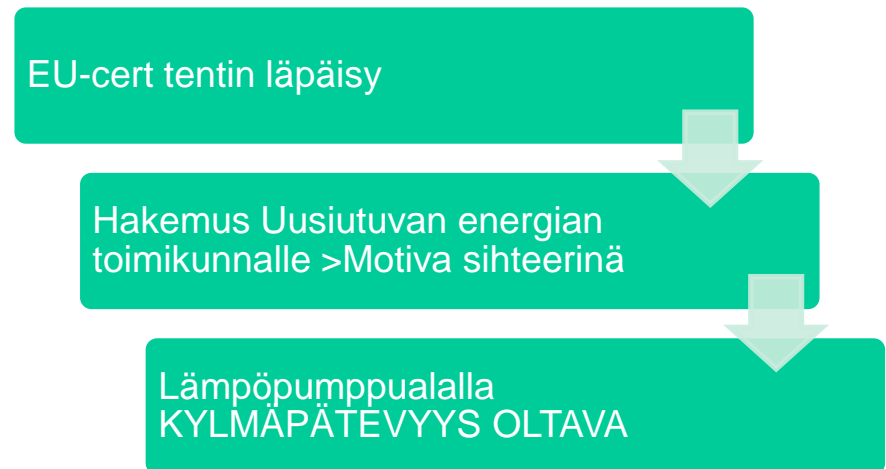 EU-cert tentin läpäisy
Hakemus Uusiutuvan energian
toimikunnalle >Motiva sihteerinä
Lämpöpumppualalla
KYLMÄPÄTEVYYS OLTAVA